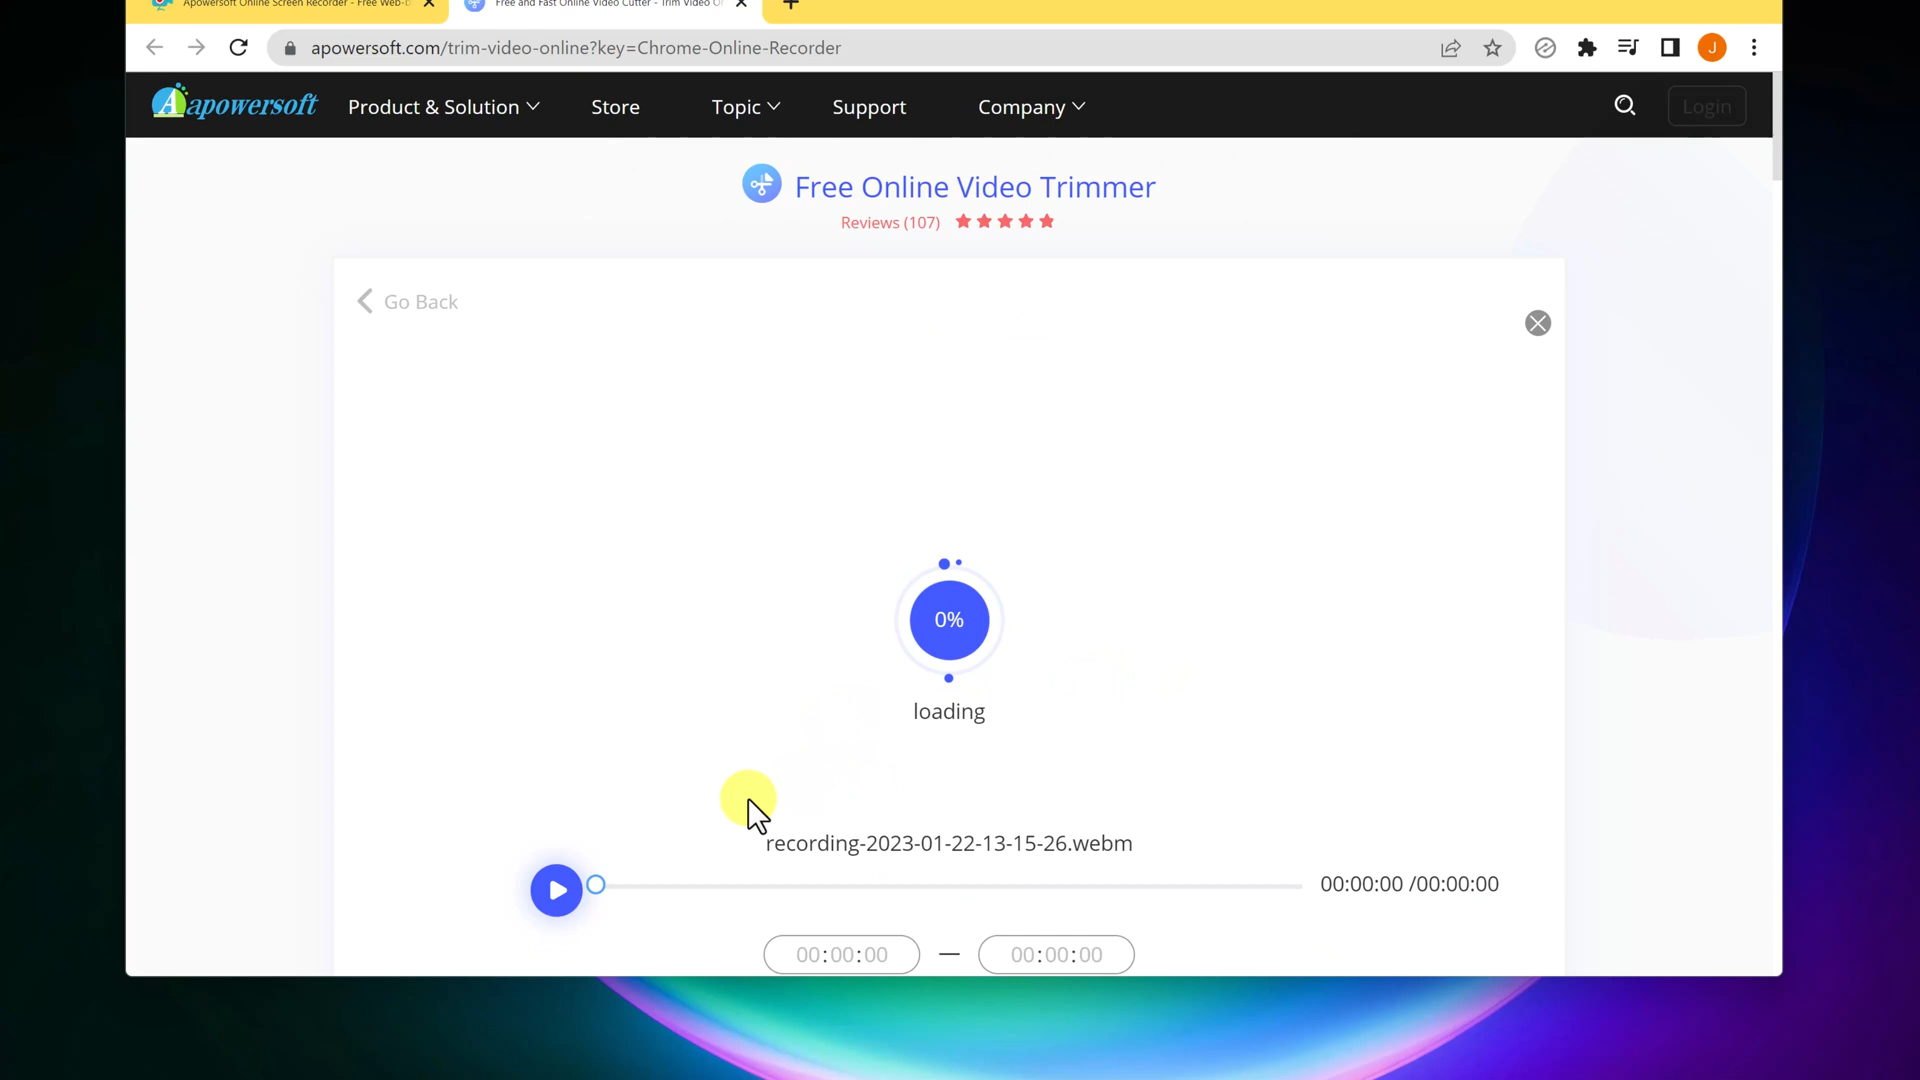 Apowersoft Online Screen Recorder - Free Web-b
Free and Fast Online Video Cutter - Trim Video O
apowersoft.com/trim-video-online?key=Chrome-Online-Recorder
J
apowersoft
Product & Solution
Store
Topic
Support
Company
Login
Free Online Video Trimmer
Reviews (107)
Go Back
0%
loading
recording-2023-01-22-13-15-26.webm
00:00:00 /00:00:00
00:00:00 — 00:00:00